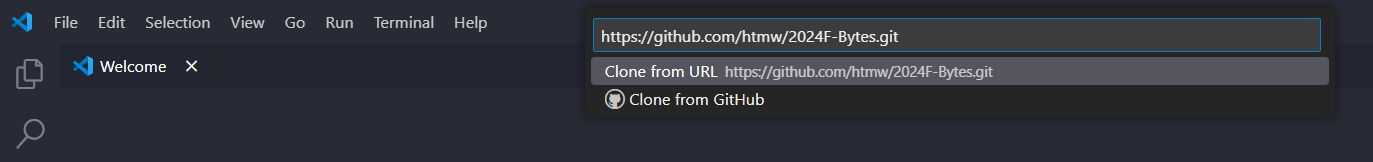 File Edit Selection View Go Run Terminal Help
https://github.com/htmw/2024F-Bytes.git
Welcome
Clone from URL https://github.com/htmw/2024F-Bytes.git
Clone from GitHub